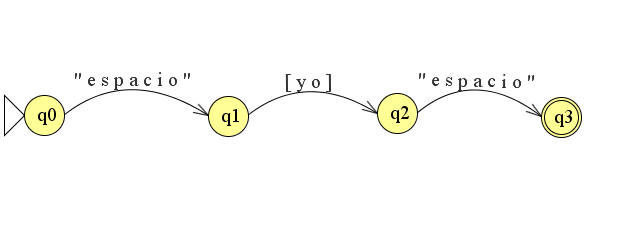 "espacio" [yo] "espacio"
q0 q1 q2 q3